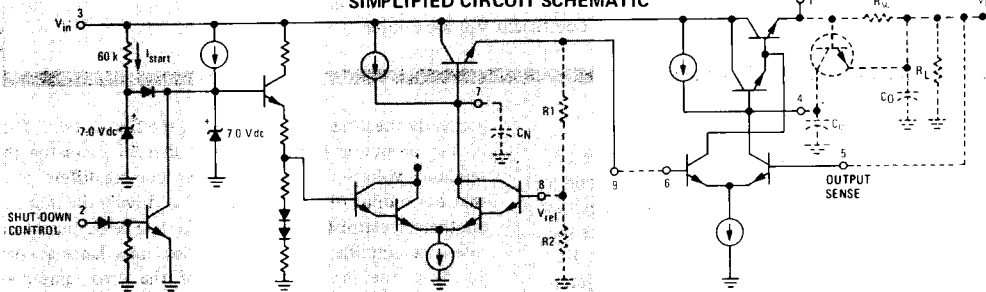 SIMPLIFIED CIRCUIT SCHEMATIC
Vin 3
60 k
Istart
7.0 Vdc
+
7.0 Vdc
SHUT-DOWN 2
CONTROL
7
CN
R1
8
Vref
R2
9
6
1
4
RL
CO
5
OUTPUT
SENSE